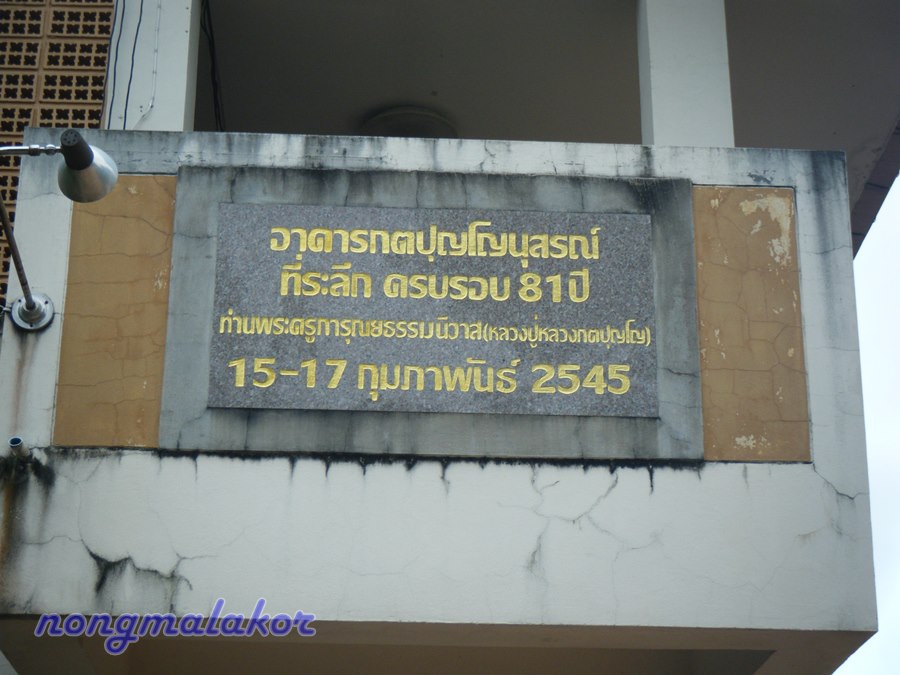 อาคารกตปุญโญนุสรณ์
ที่ระลึก ครบรอบ 81 ปี
ท่านพระครูการุณยธรรมนิวาส(หลวงปู่หลวงกตปุญโญ)
15-17 กุมภาพันธ์ 2545
nongmalakor